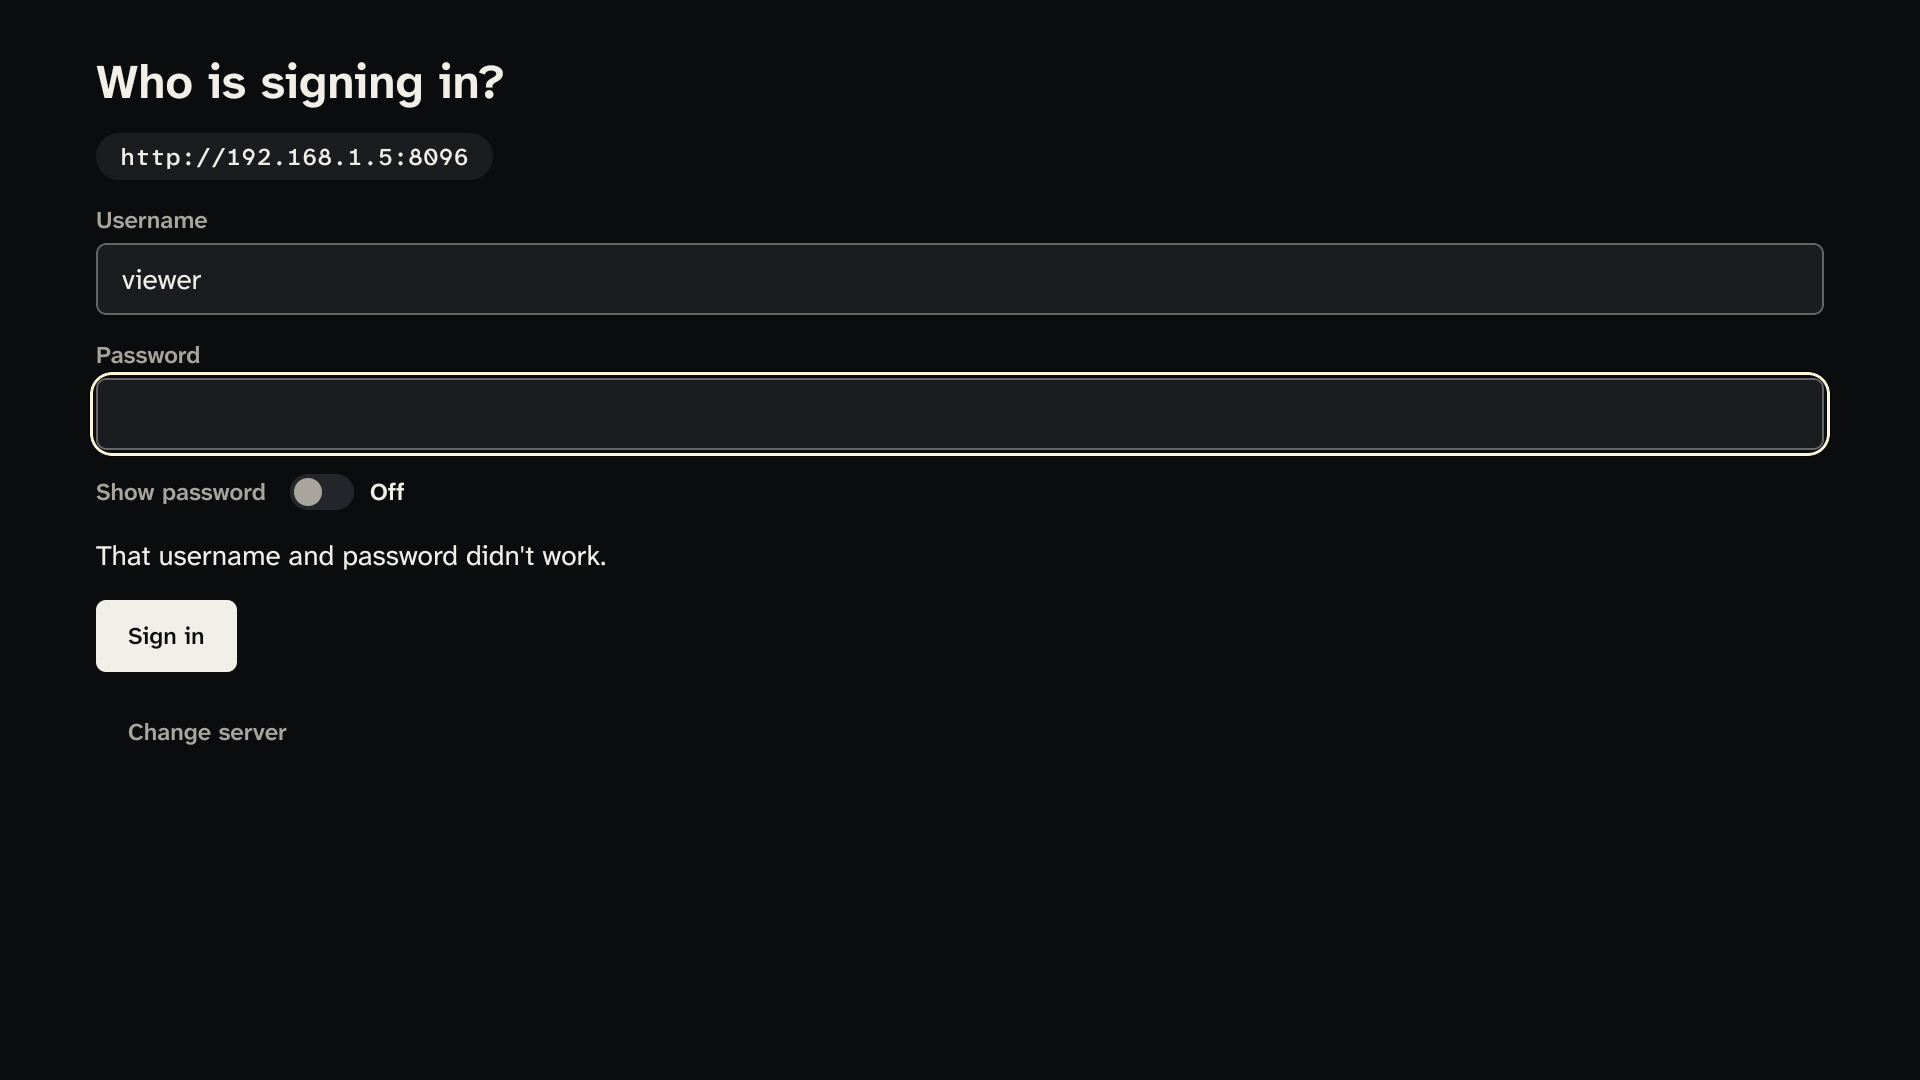 Who is signing in?
http://192.168.1.5:8096
Username
viewer
Password
Show password Off
That username and password didn't work.
Sign in
Change server